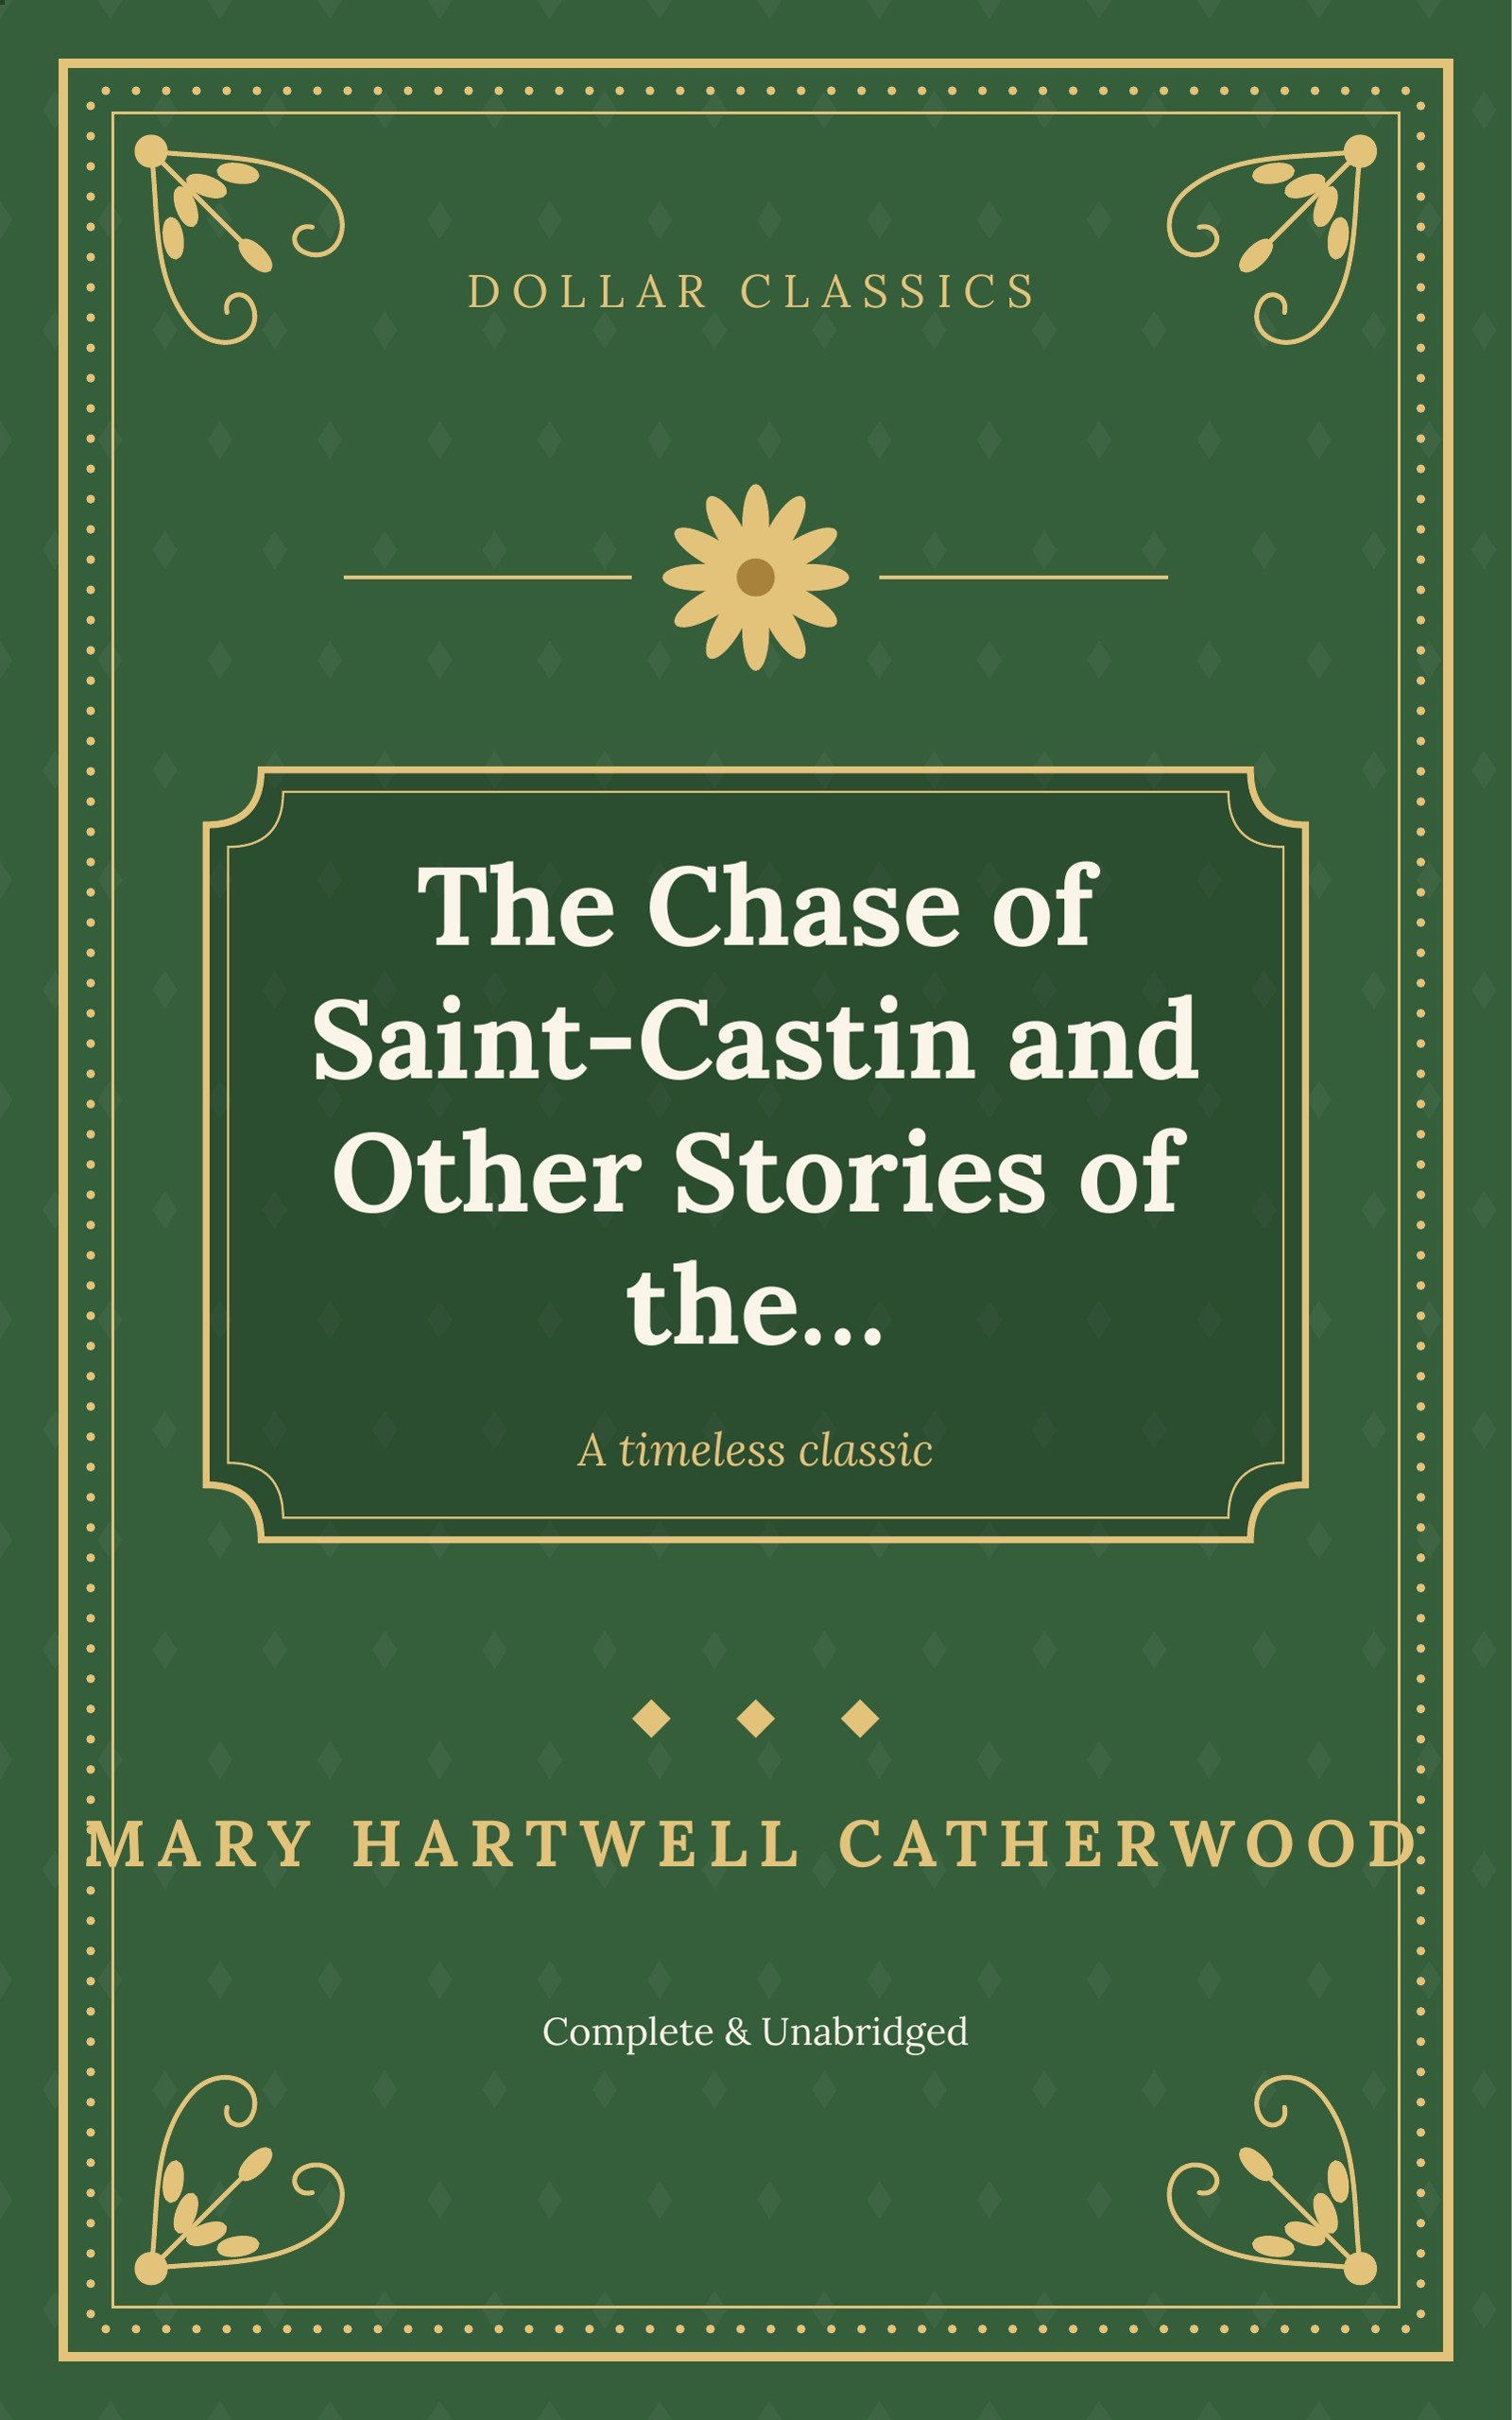 DOLLAR CLASSICS
The Chase of
Saint-Castin and
Other Stories of
the...
A timeless classic
MARY HARTWELL CATHERWOOD
Complete & Unabridged